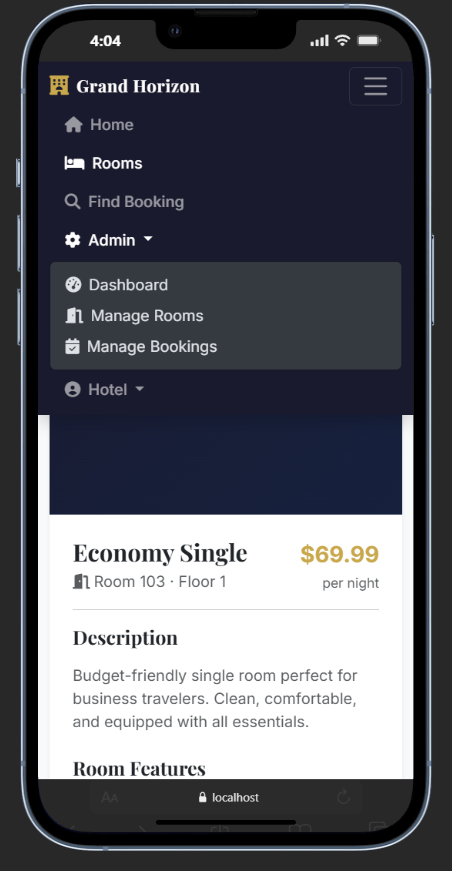 4:04
Grand Horizon
Home
Rooms
Find Booking
Admin
Dashboard
Manage Rooms
Manage Bookings
Hotel
Economy Single
$69.99
Room 103 · Floor 1
per night
Description
Budget-friendly single room perfect for
business travelers. Clean, comfortable,
and equipped with all essentials.
Room Features
AA
localhost